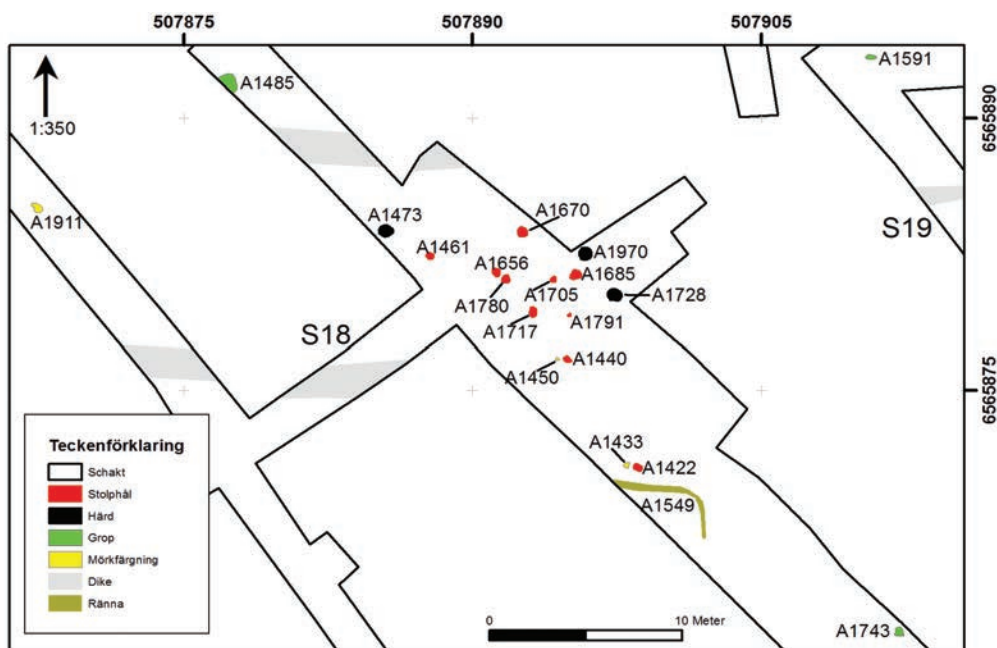 507875
507890
507905
A1591
A1485
6565890
1:350
A1911
A1473
A1670
S19
A1461
A1970
A1656
A1685
A1705
A1728
A1780
A1717
A1791
S18
A1440
A1450
6565875
Teckenförklaring
Schakt
Stolphål
Härd
Grop
Mörkfärgning
Dike
Ränna
A1433
A1422
A1549
0
10 Meter
A1743